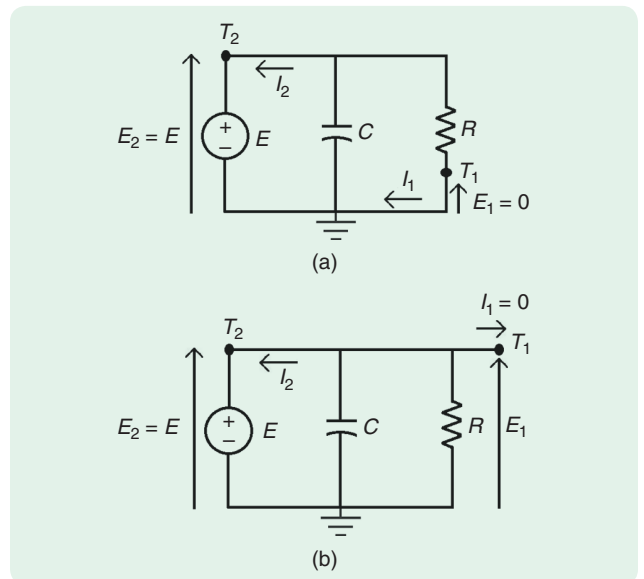 T2
I2
E2 = E
+
−
E
C
R
T1
I1
E1 = 0
(a)
I1 = 0
T2
T1
I2
E2 = E
+
−
E
C
R
E1
(b)